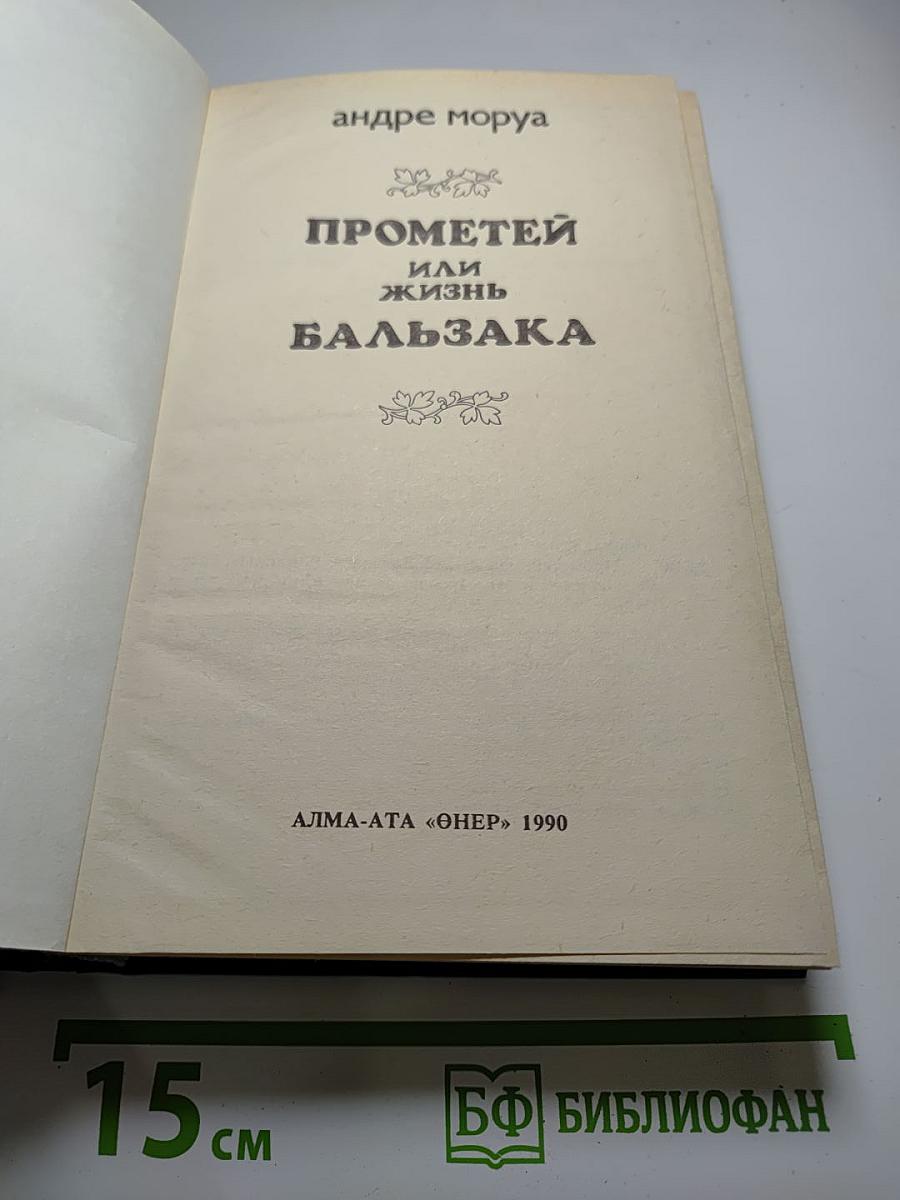 андре моруа
ПРОМЕТЕЙ
ИЛИ
ЖИЗНЬ
БАЛЬЗАКА
АЛМА-АТА «ӨНЕР» 1990
15 см
БФ БИБЛИОФАН